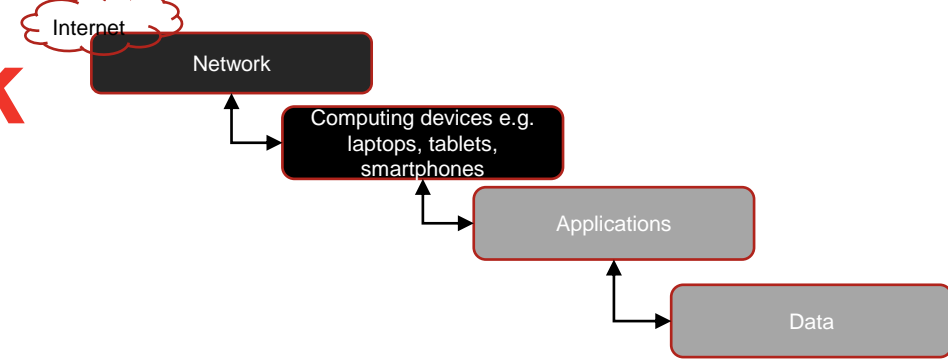 Internet
Network
Computing devices e.g.
laptops, tablets,
smartphones
Applications
Data